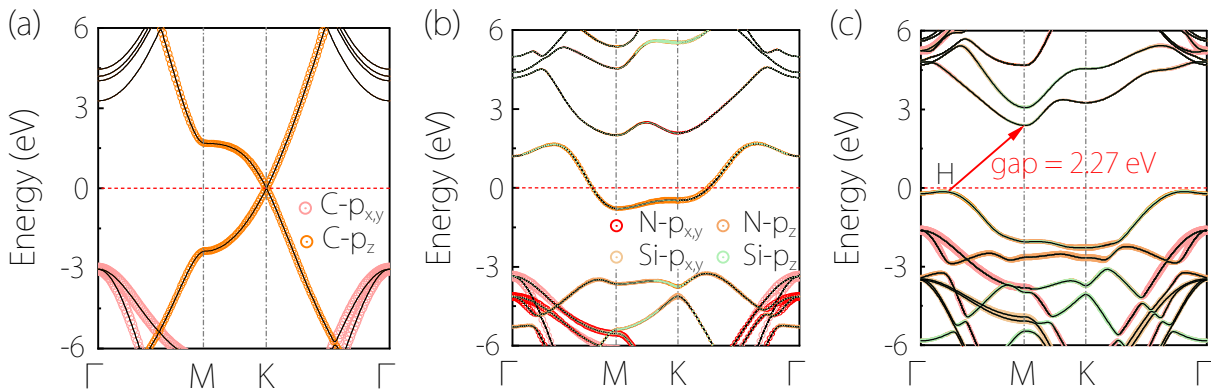 (a)
Energy (eV)
6
3
0
-3
-6
C-px,y
C-pz
Γ
M
K
Γ
(b)
Energy (eV)
6
3
0
-3
-6
N-px,y
N-pz
Si-px,y
Si-pz
Γ
M
K
Γ
(c)
Energy (eV)
6
3
0
-3
-6
H
gap = 2.27 eV
Γ
M
K
Γ